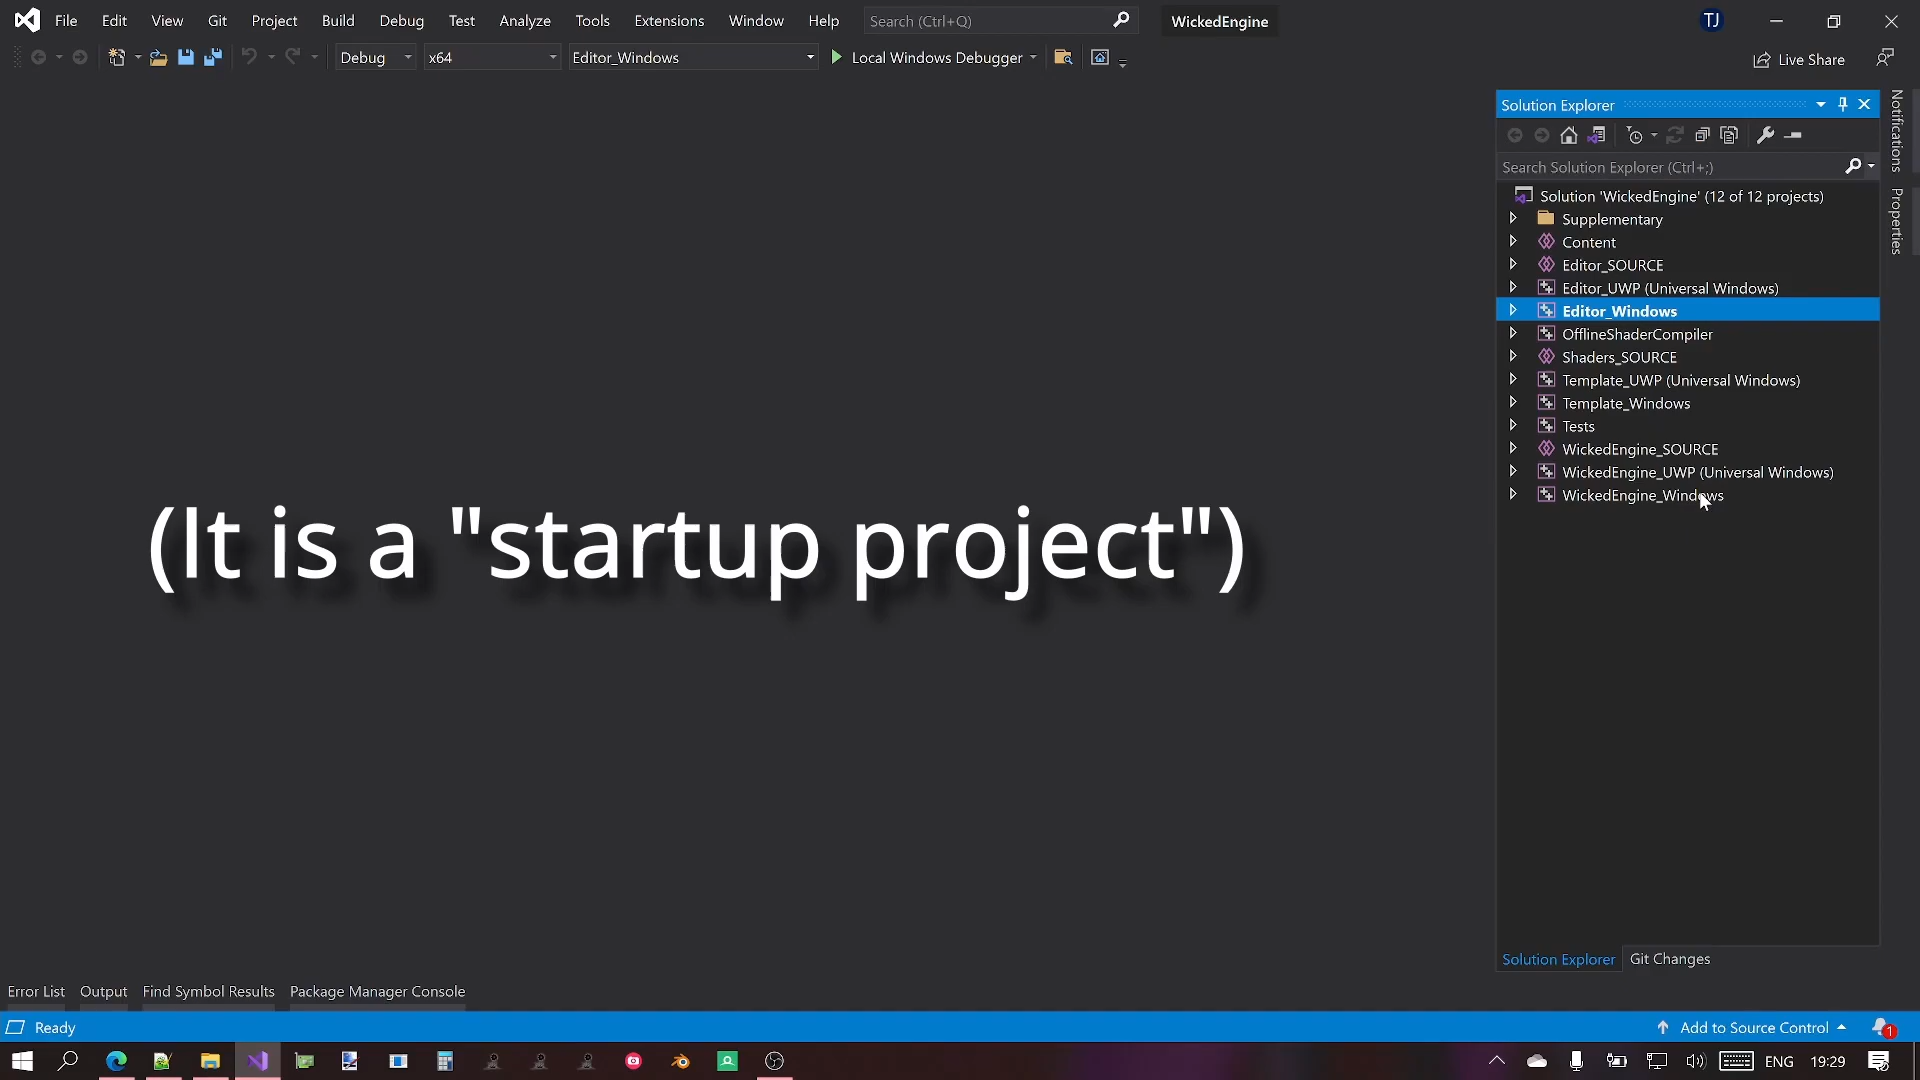 File Edit View Git Project Build Debug Test Analyze Tools Extensions Window Help Search (Ctrl+Q) WickedEngine TJ
Debug x64 Editor_Windows Local Windows Debugger Live Share
Solution Explorer
Search Solution Explorer (Ctrl+;)
Solution 'WickedEngine' (12 of 12 projects)
Supplementary
Content
Editor_SOURCE
Editor_UWP (Universal Windows)
Editor_Windows
OfflineShaderCompiler
Shaders_SOURCE
Template_UWP (Universal Windows)
Template_Windows
Tests
WickedEngine_SOURCE
WickedEngine_UWP (Universal Windows)
WickedEngine_Windows
Notifications
Properties
(It is a "startup project")
Solution Explorer Git Changes
Error List Output Find Symbol Results Package Manager Console
Ready Add to Source Control 1
ENG 19:29